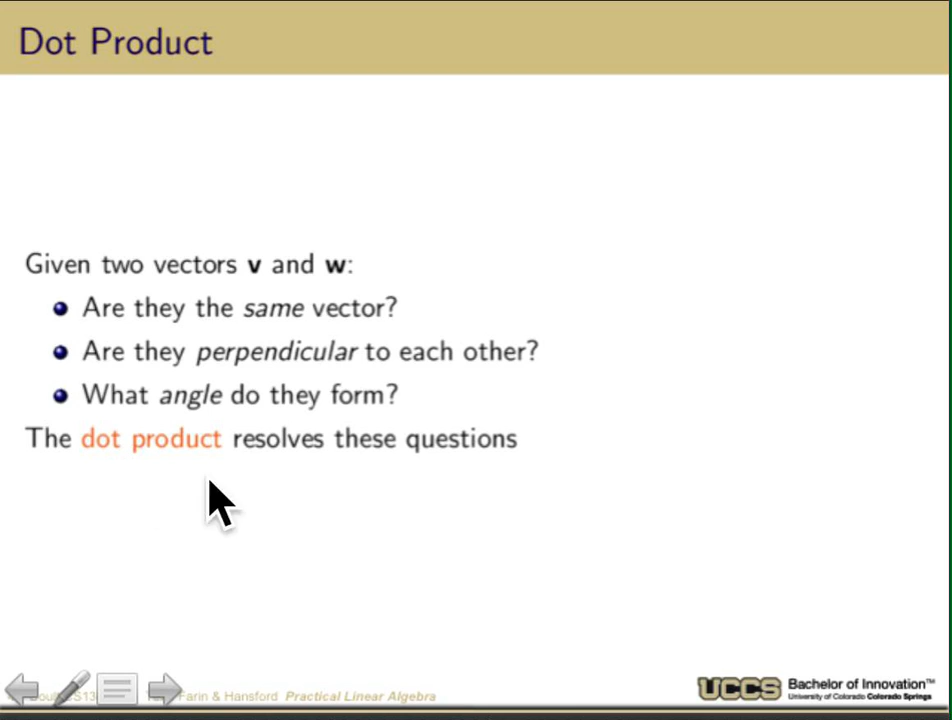 Dot Product
Given two vectors v and w:
Are they the same vector?
Are they perpendicular to each other?
What angle do they form?
The dot product resolves these questions
Farin & Hansford Practical Linear Algebra
UCCS
Bachelor of Innovation™
University of Colorado Colorado Springs